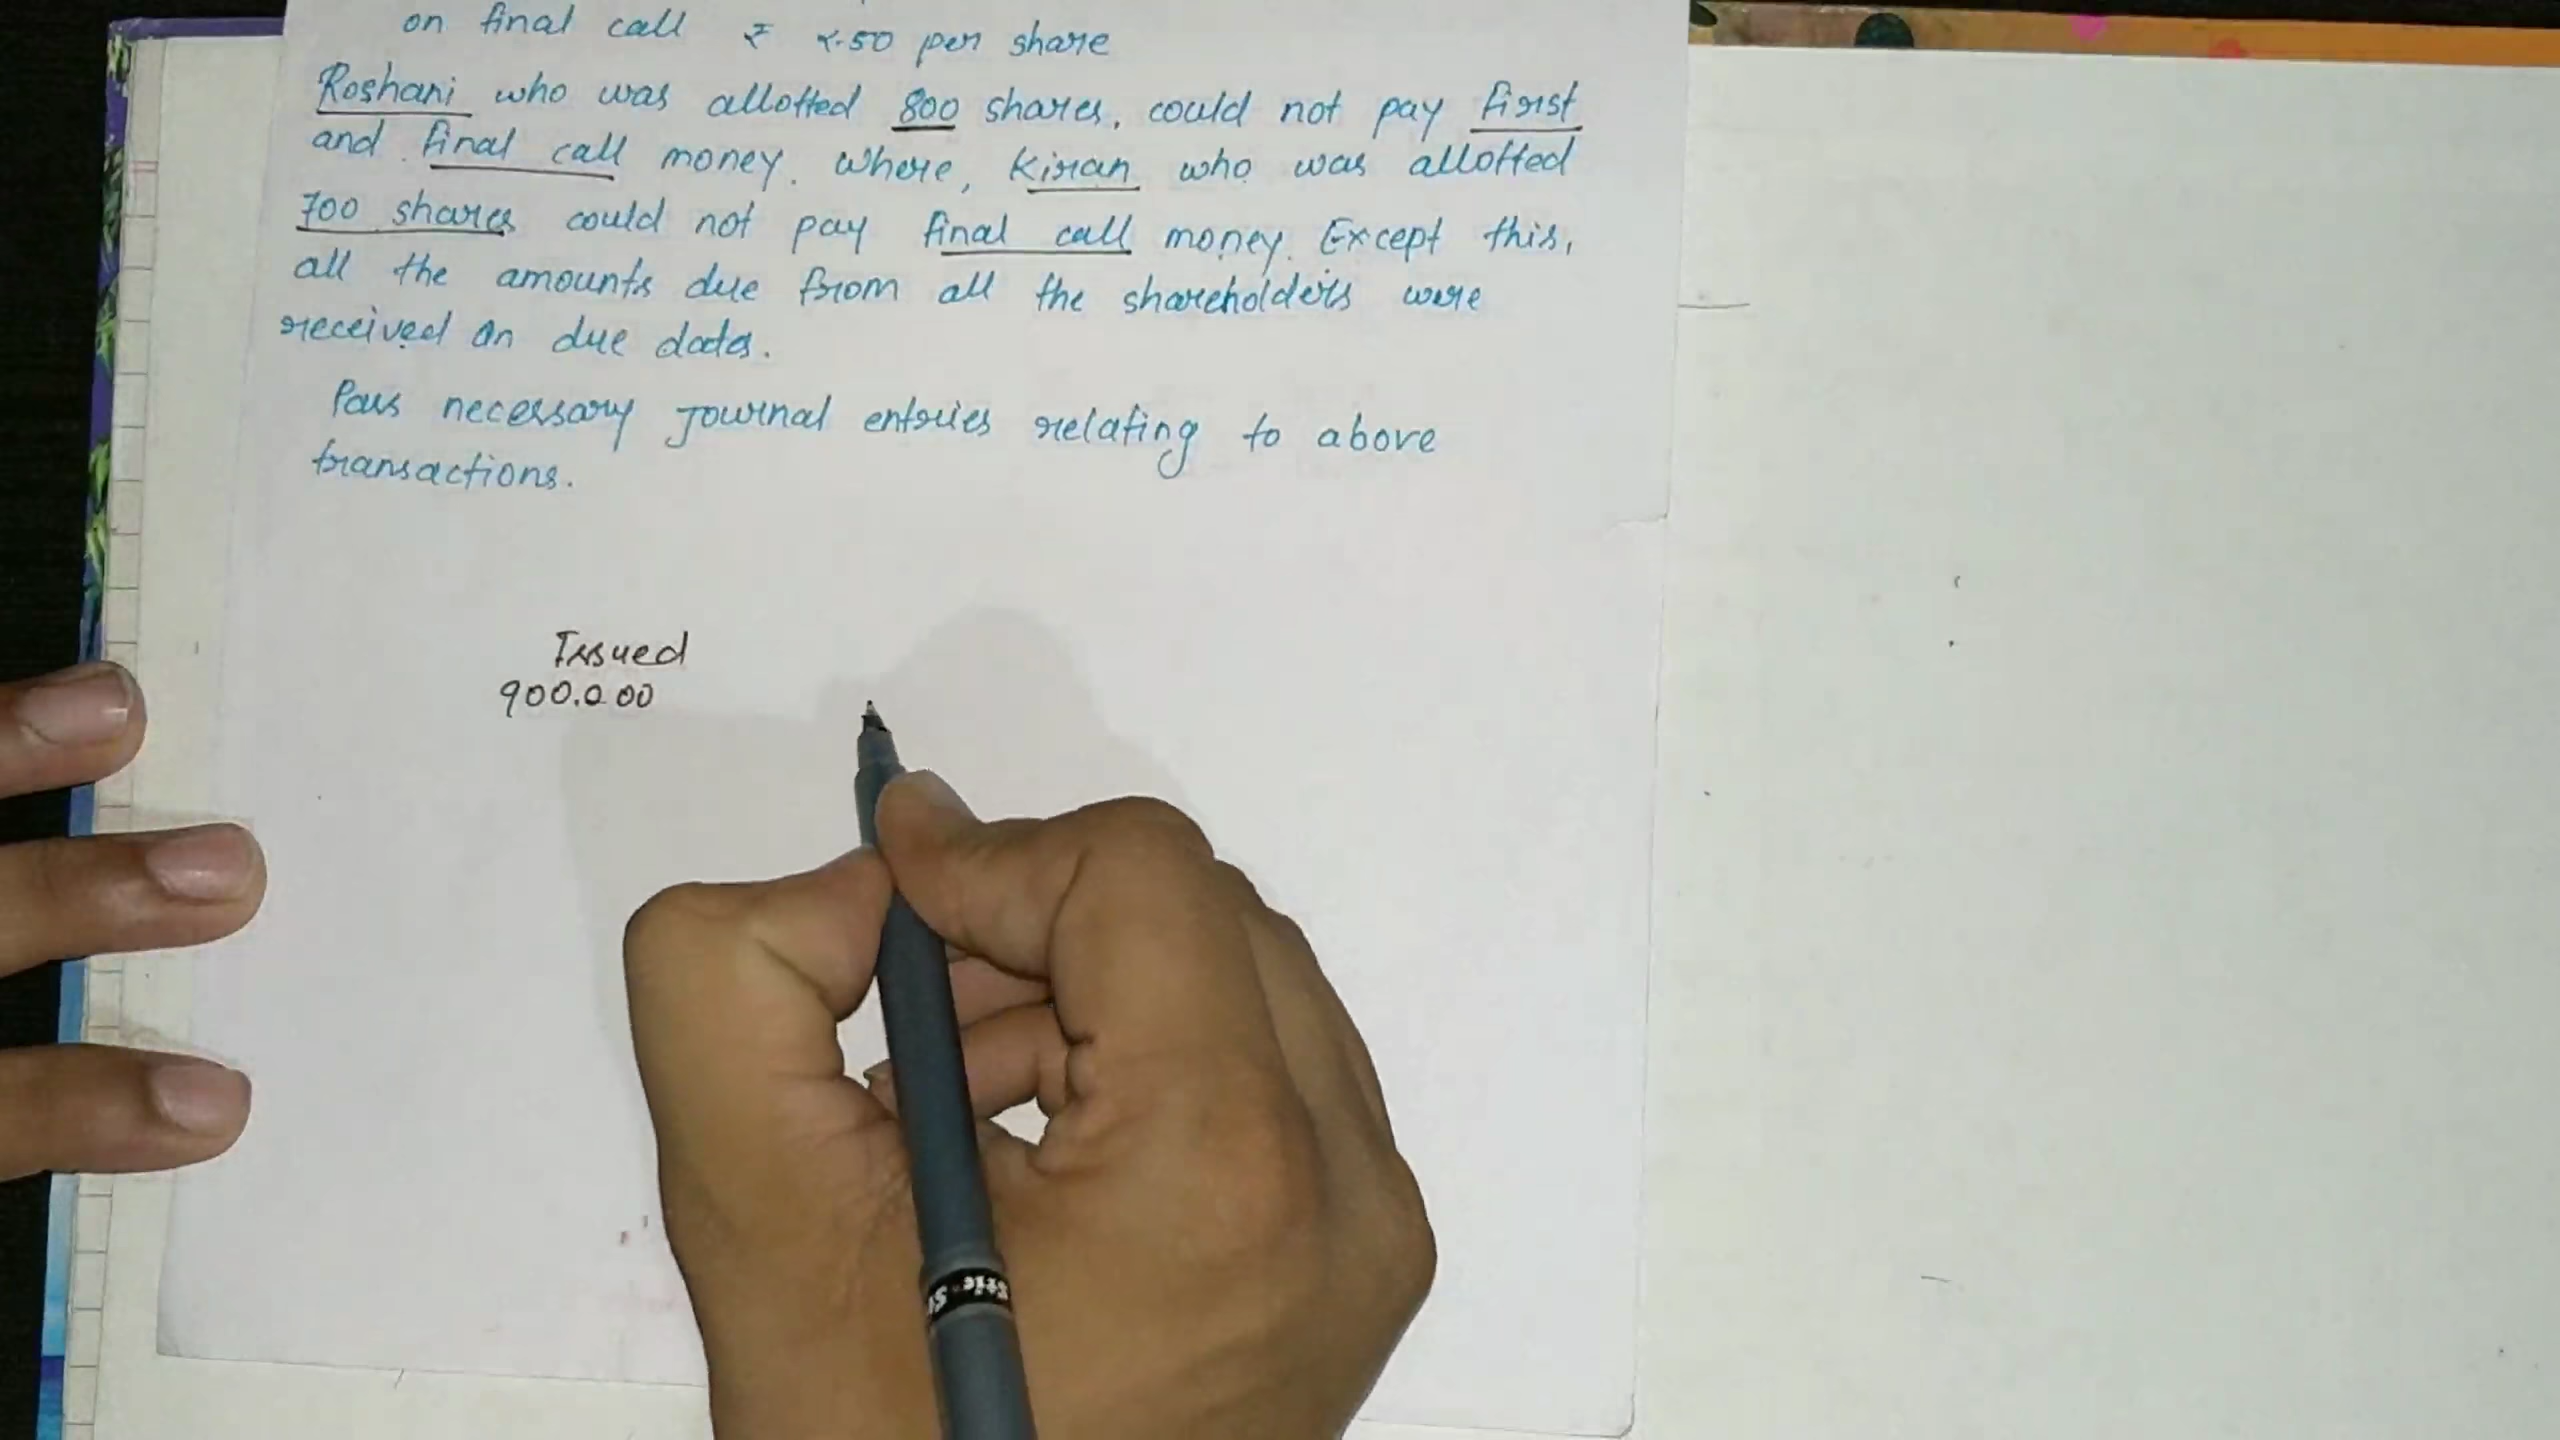 on final call ₹ 2.50 per share
Roshani who was allotted 800 shares, could not pay first
and final call money. Where, Kiran who was allotted
700 shares could not pay final call money. Except this,
all the amounts due from all the shareholders were
received on due dates.
Pass necessary Journal entries relating to above
transactions.
Issued
900.000